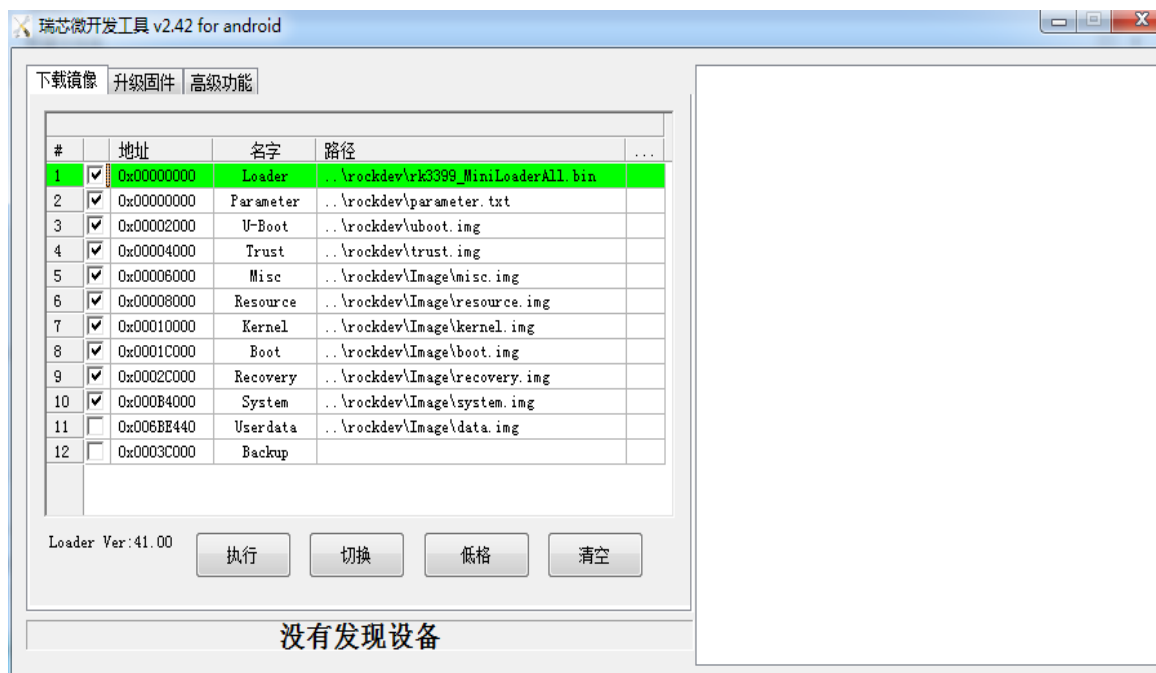 瑞芯微开发工具 v2.42 for android
下载镜像 升级固件 高级功能
# 地址 名字 路径 ...
1 0x00000000 Loader ..\rockdev\rk3399_MiniLoaderAll.bin
2 0x00000000 Parameter ..\rockdev\parameter.txt
3 0x00002000 U-Boot ..\rockdev\uboot.img
4 0x00004000 Trust ..\rockdev\trust.img
5 0x00006000 Misc ..\rockdev\Image\misc.img
6 0x00008000 Resource ..\rockdev\Image\resource.img
7 0x00010000 Kernel ..\rockdev\Image\kernel.img
8 0x0001C000 Boot ..\rockdev\Image\boot.img
9 0x0002C000 Recovery ..\rockdev\Image\recovery.img
10 0x000B4000 System ..\rockdev\Image\system.img
11 0x006BE440 Userdata ..\rockdev\Image\data.img
12 0x0003C000 Backup
Loader Ver:41.00 执行 切换 低格 清空
没有发现设备